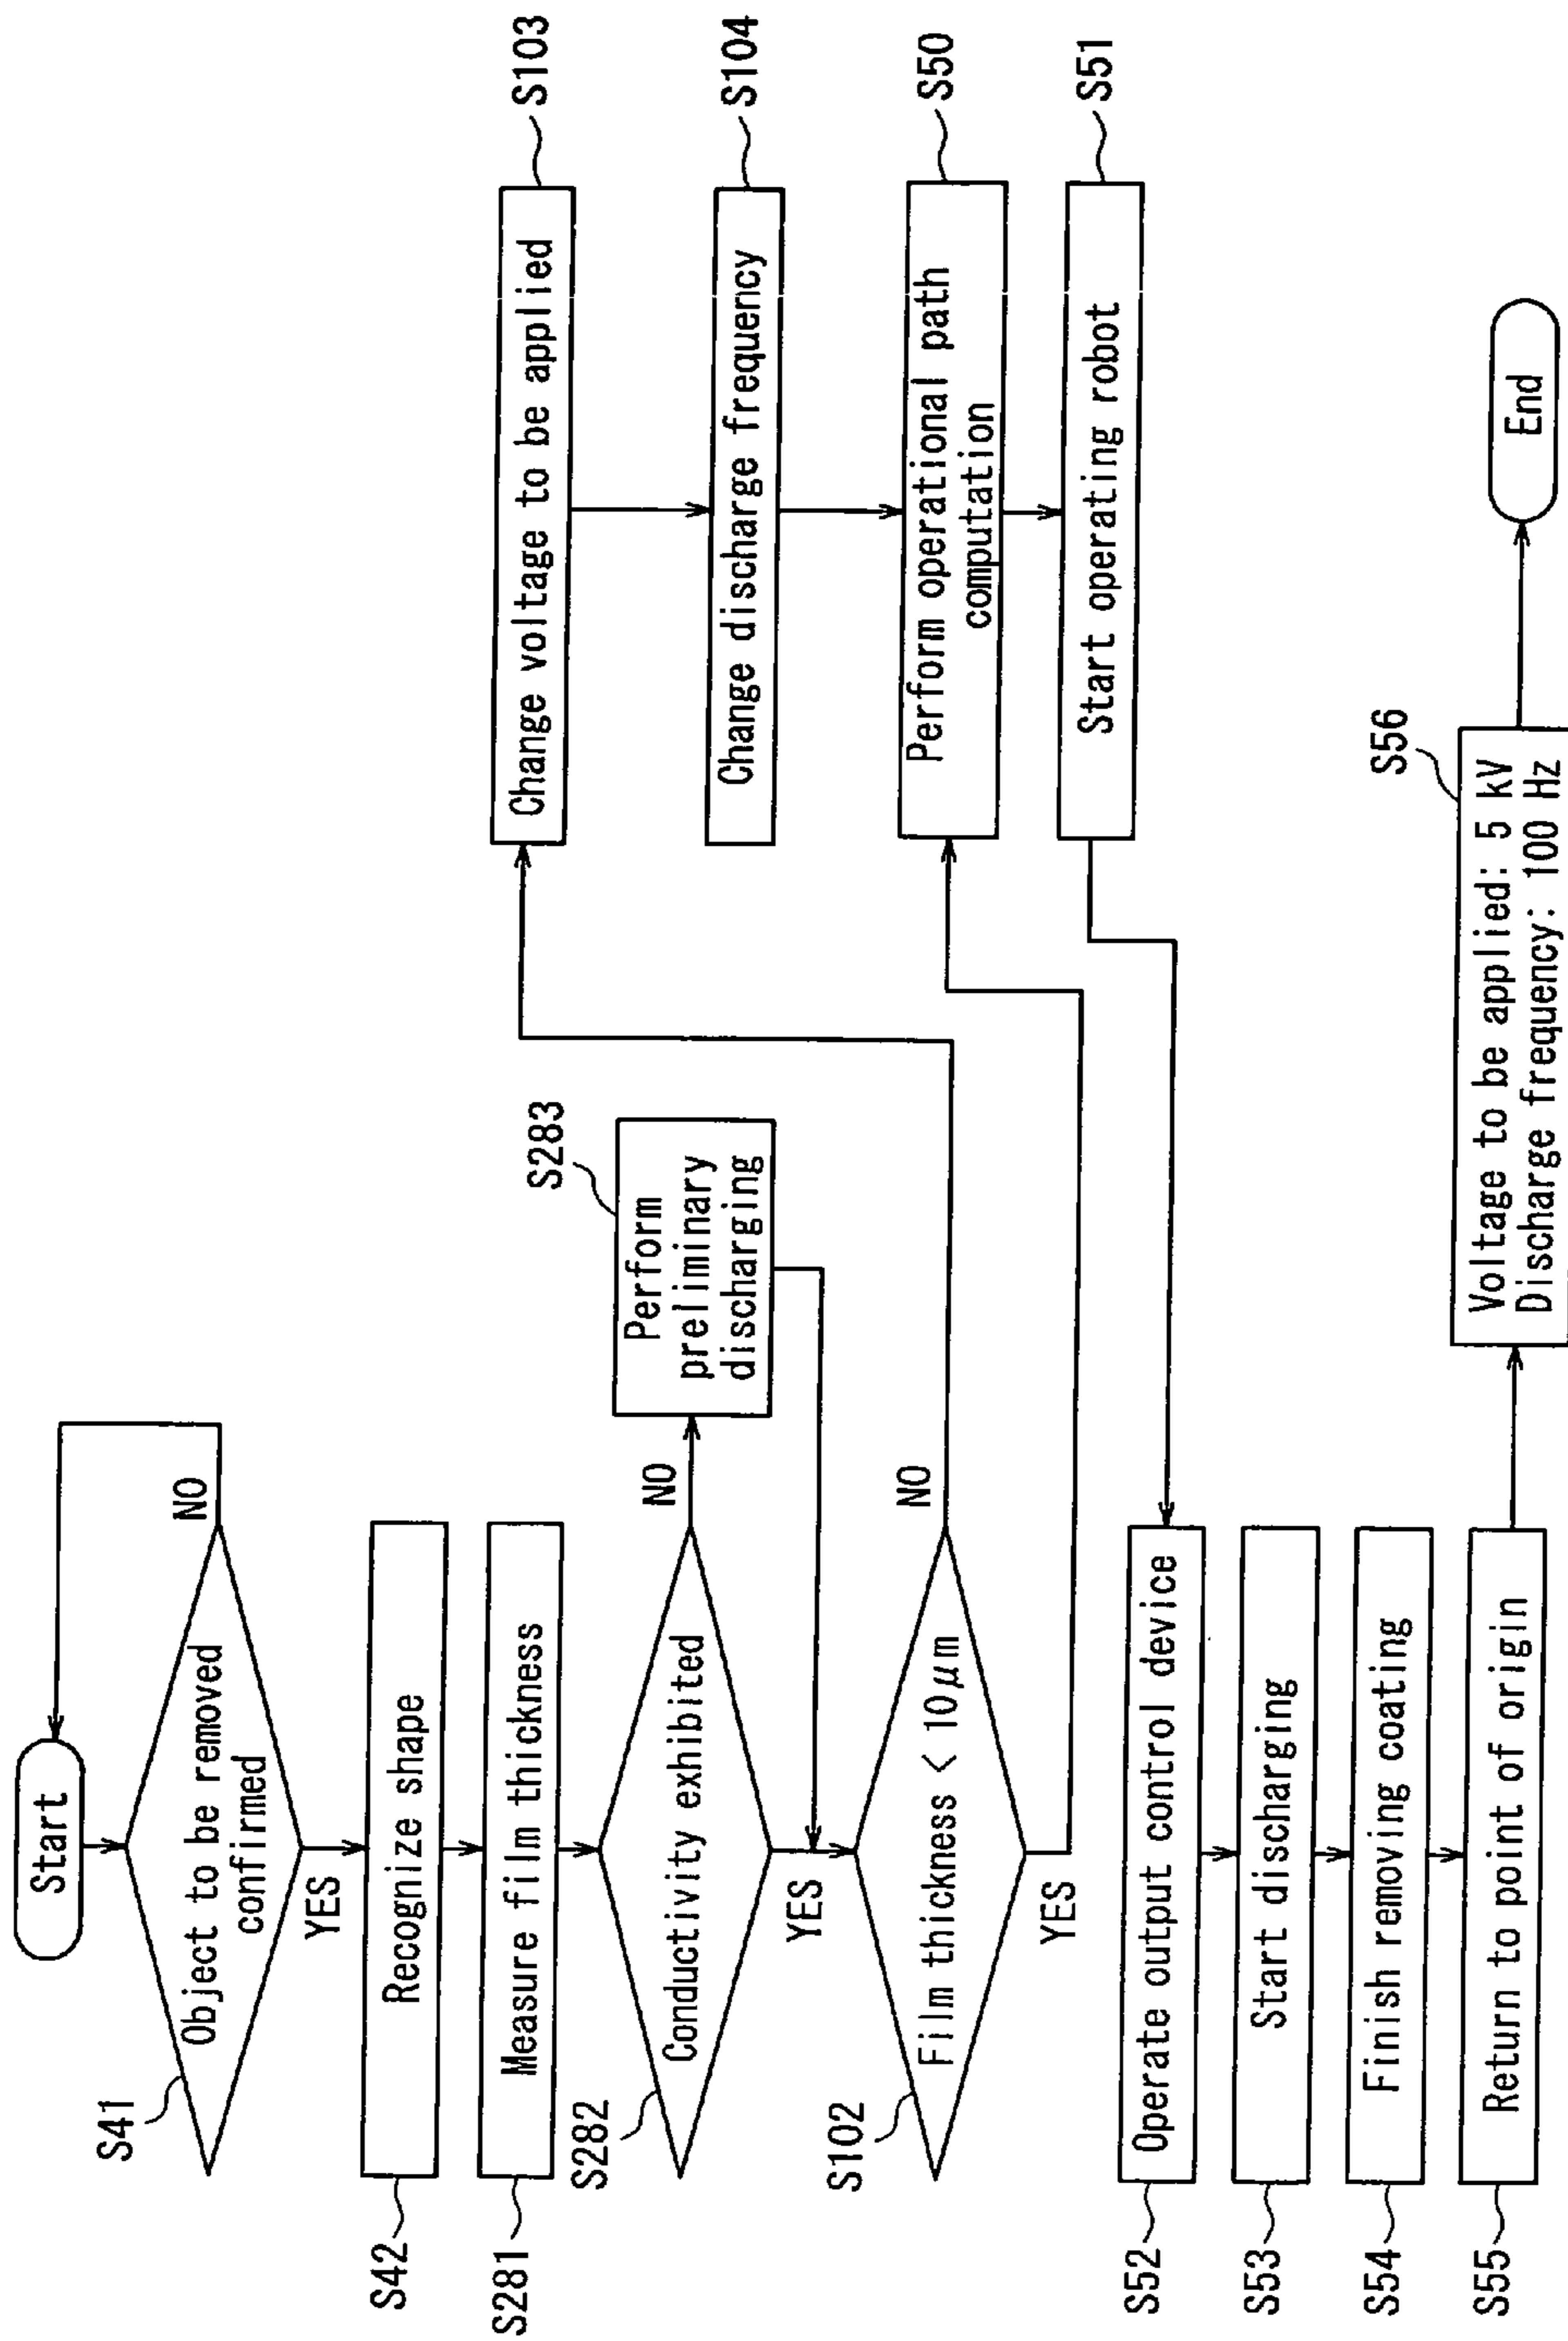 Start
S41
Object to be removed
confirmed
NO
YES
S42
Recognize shape
S281
Measure film thickness
S282
Conductivity exhibited
NO
YES
S283
Perform
preliminary
discharging
S102
Film thickness < 10μm
NO
YES
Change voltage to be applied
S103
Change discharge frequency
S104
Perform operational path
computation
S50
Start operating robot
S51
S52
Operate output control device
S53
Start discharging
S54
Finish removing coating
S55
Return to point of origin
S56
Voltage to be applied: 5 kV
Discharge frequency: 100 Hz
End